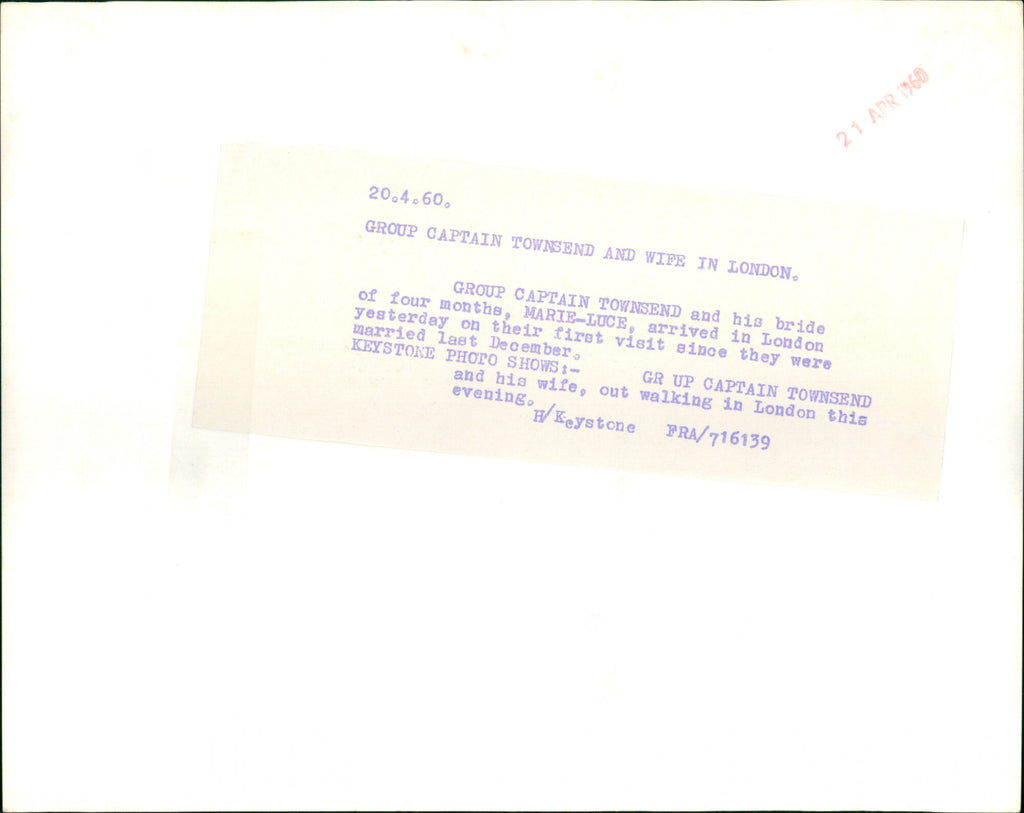 21 APR 1960
20.4.60.
GROUP CAPTAIN TOWNSEND AND WIFE IN LONDON.
GROUP CAPTAIN TOWNSEND and his bride
of four months, MARIE-LUCE, arrived in London
yesterday on their first visit since they were
married last December.
KEYSTONE PHOTO SHOWS:- GR UP CAPTAIN TOWNSEND
and his wife, out walking in London this
evening.
H/Keystone FRA/716139